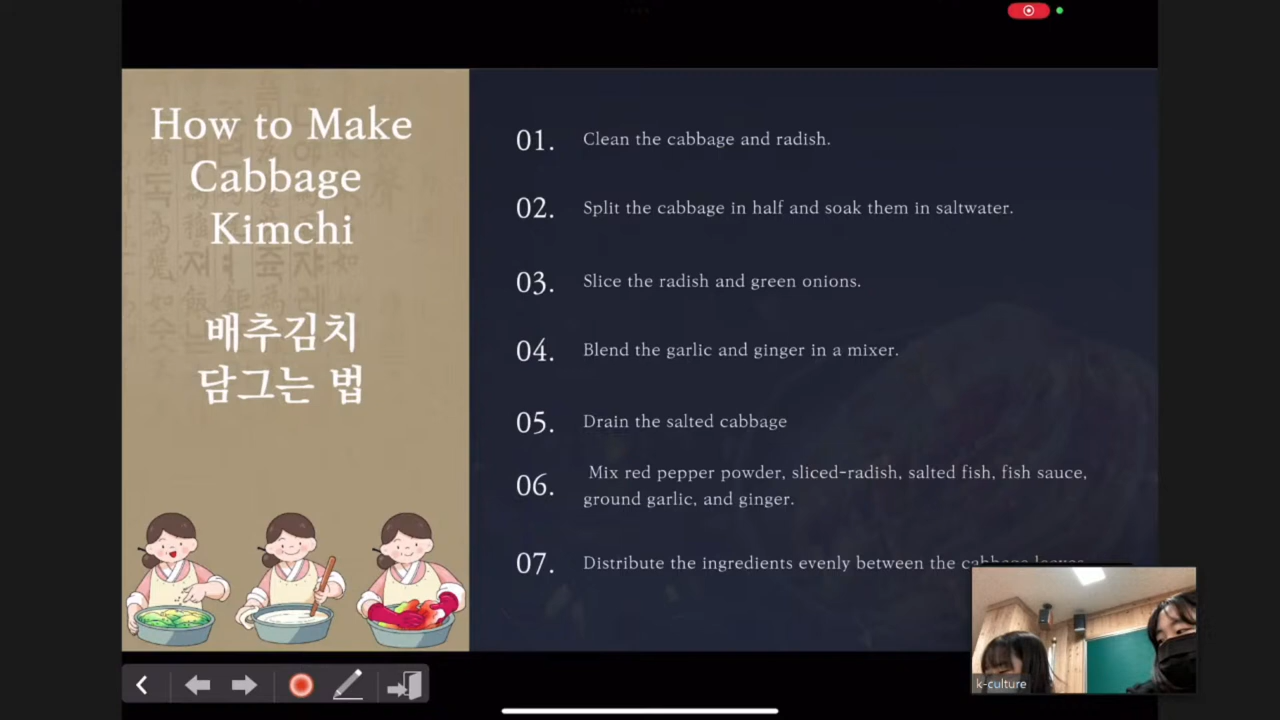 How to Make
Cabbage
Kimchi
배추김치
담그는 법
01. Clean the cabbage and radish.
02. Split the cabbage in half and soak them in saltwater.
03. Slice the radish and green onions.
04. Blend the garlic and ginger in a mixer.
05. Drain the salted cabbage
06. Mix red pepper powder, sliced-radish, salted fish, fish sauce,
ground garlic, and ginger.
07. Distribute the ingredients evenly between the cabbage leaves
k-culture